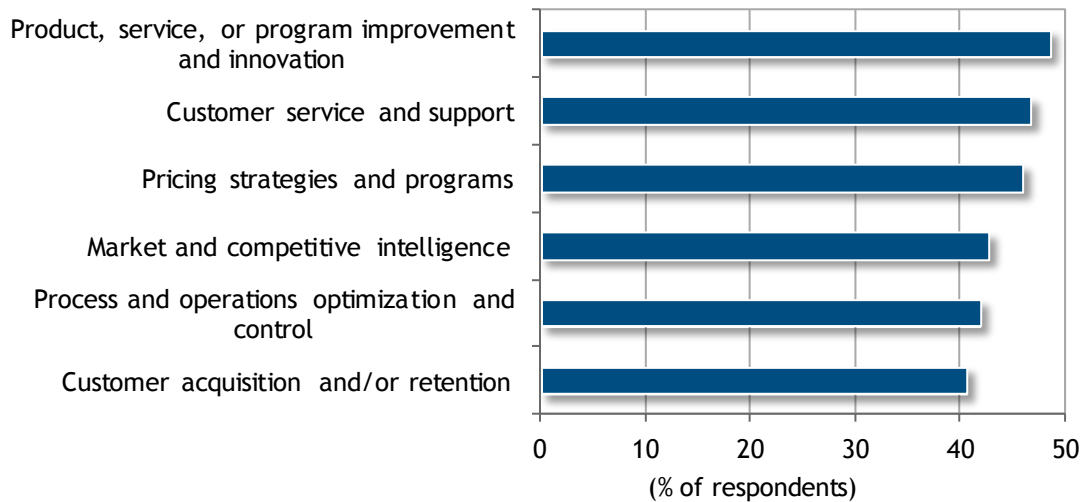 Product, service, or program improvement
and innovation
Customer service and support
Pricing strategies and programs
Market and competitive intelligence
Process and operations optimization and
control
Customer acquisition and/or retention
0 10 20 30 40 50
(% of respondents)